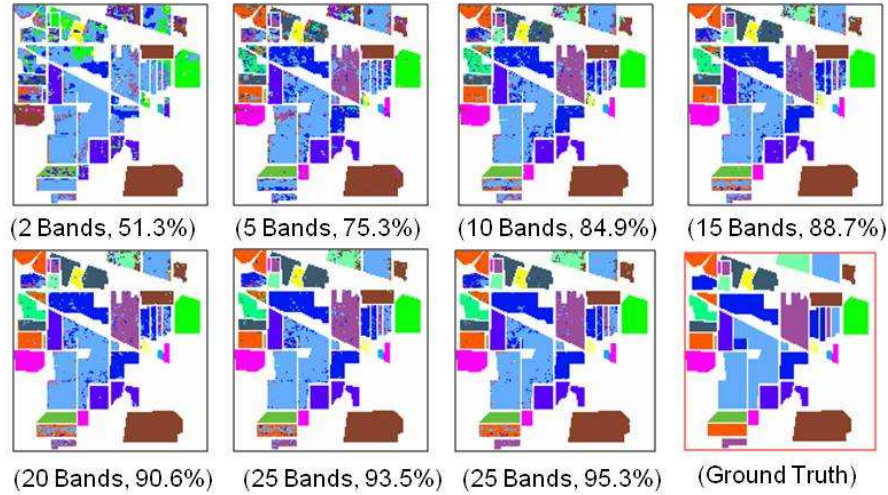 (2 Bands, 51.3%) (5 Bands, 75.3%) (10 Bands, 84.9%) (15 Bands, 88.7%)
(20 Bands, 90.6%) (25 Bands, 93.5%) (25 Bands, 95.3%) (Ground Truth)